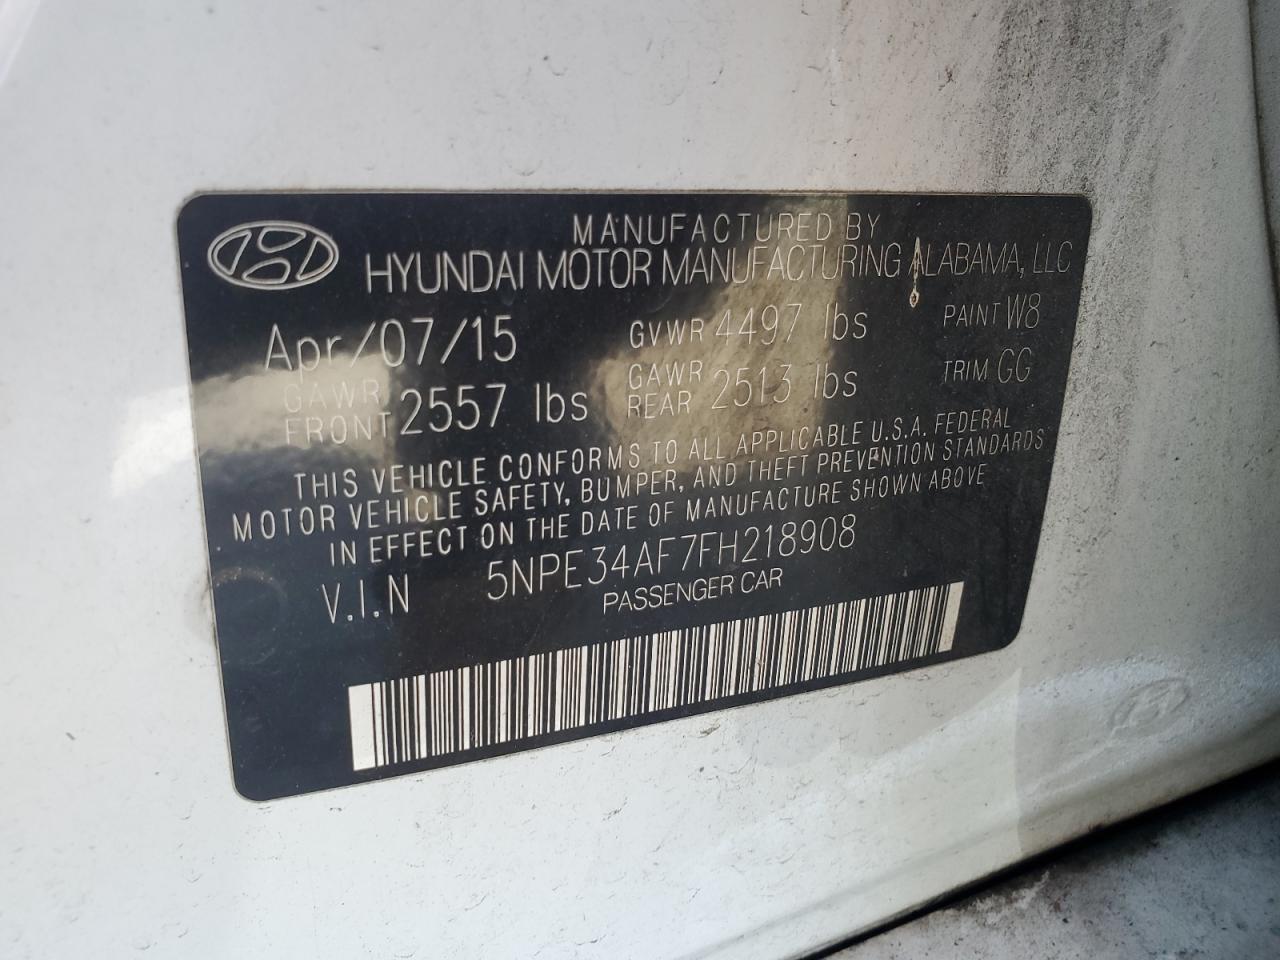 MANUFACTURED BY
HYUNDAI MOTOR MANUFACTURING ALABAMA, LLC
Apr/07/15 GVWR 4497 lbs PAINT W8
GAWR FRONT 2557 lbs GAWR REAR 2513 lbs TRIM GG
THIS VEHICLE CONFORMS TO ALL APPLICABLE U.S.A. FEDERAL
MOTOR VEHICLE SAFETY, BUMPER, AND THEFT PREVENTION STANDARDS
IN EFFECT ON THE DATE OF MANUFACTURE SHOWN ABOVE
V.I.N 5NPE34AF7FH218908
PASSENGER CAR